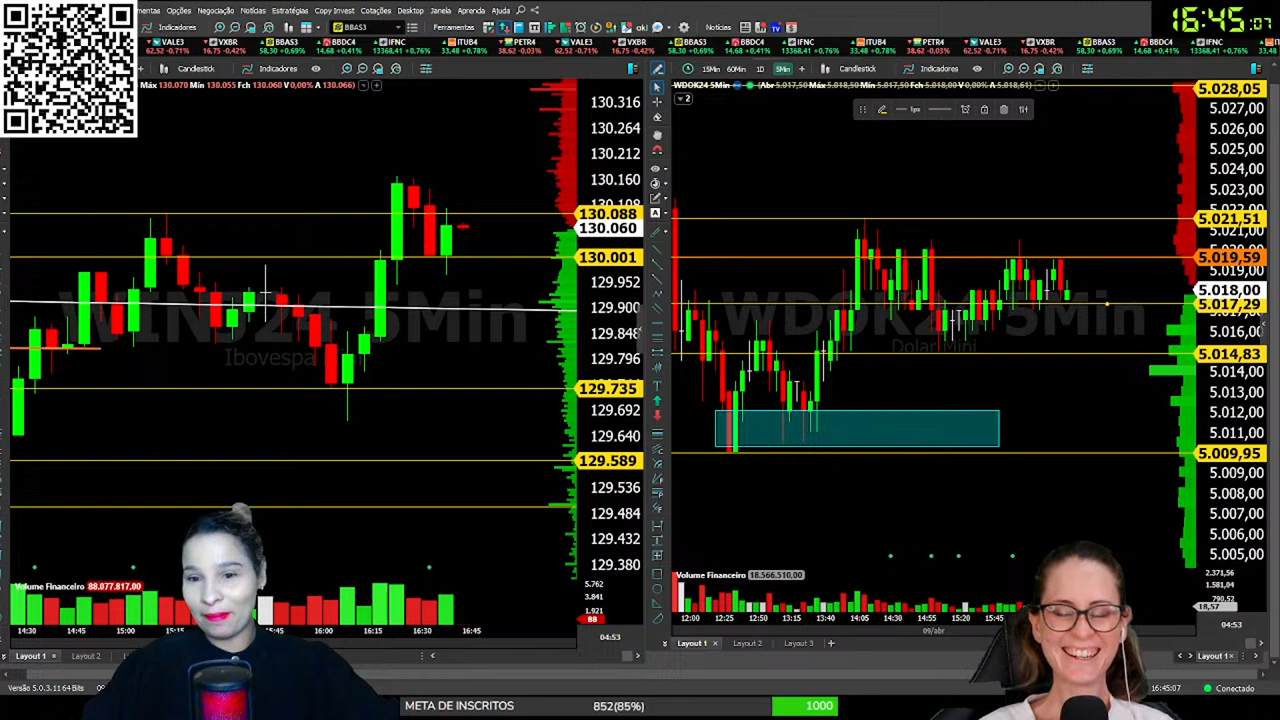 16:45:07
mentas Opções Negociação Notícias Estratégias Copy Invest Cotações Desktop Janela Aprenda Ajuda
Indicadores BBAS3 Ferramentas okl Notícias
VALE3 VXBR BBAS3 BBDC4 IFNC ITUB4 PETR4 VALE3 VXBR BBAS3 BBDC4 IFNC
62,52 -0,71% 16,75 -0,42% 58,30 +0,69% 14,68 +0,41% 13368,41 +0,76% 33,48 +0,78% 38,62 -0,03% 62,52 -0,71% 16,75 -0,42% 58,30 +0,69% 14,68 +0,41% 13368,41 +0,76% 33,48 +0,78% 38,62 -0,03% 62,52 -0,71% 16,75 -0,42% 58,30 +0,69% 14,68 +0,41% 13368,41 +0,76%
Candlestick Indicadores
Máx 130.070 Mín 130.055 Fch 130.060 V 0,00% A 130.066)
130.316
130.264
130.212
130.160
130.108
130.088
130.060
130.001
129.952
129.900
129.848
129.796
129.735
129.692
129.640
129.589
129.536
129.484
129.432
129.380
5Min
Ibovespa
Volume Financeiro 88.077.817,00
5.762
3.841
1.921
88
14:30 14:45 15:00 15:15 15:45 16:00 16:15 16:30 16:45
04:53
Layout 1 Layout 2
Versão 5.0.3.11 64 Bits
15Min 60Min 1D 5Min Candlestick Indicadores
WDOK24 5Min (Abr 5.017,50 Máx 5.018,50 Mín 5.017,50 Fch 5.018,00 V 0,00% A 5.018,61)
2
1px
5.028,05
5.027,00
5.026,00
5.025,00
5.024,00
5.023,00
5.022,00
5.021,51
5.021,00
5.019,59
5.019,00
5.018,00
5.017,29
5.016,00
5.014,83
5.014,00
5.013,00
5.012,00
5.011,00
5.009,95
5.009,00
5.008,00
5.007,00
5.006,00
5.005,00
WDOK24 5Min
Dolar Mini
Volume Financeiro 18.566.510,00
2.371,56
1.581,04
790,52
18,57
12:00 12:25 12:50 13:15 13:40 14:05 14:30 14:55 15:20 15:45
09/abr
04:53
Layout 1 Layout 2 Layout 3
Layout 1
16:45:07 Conectado
META DE INSCRITOS 852(85%) 1000